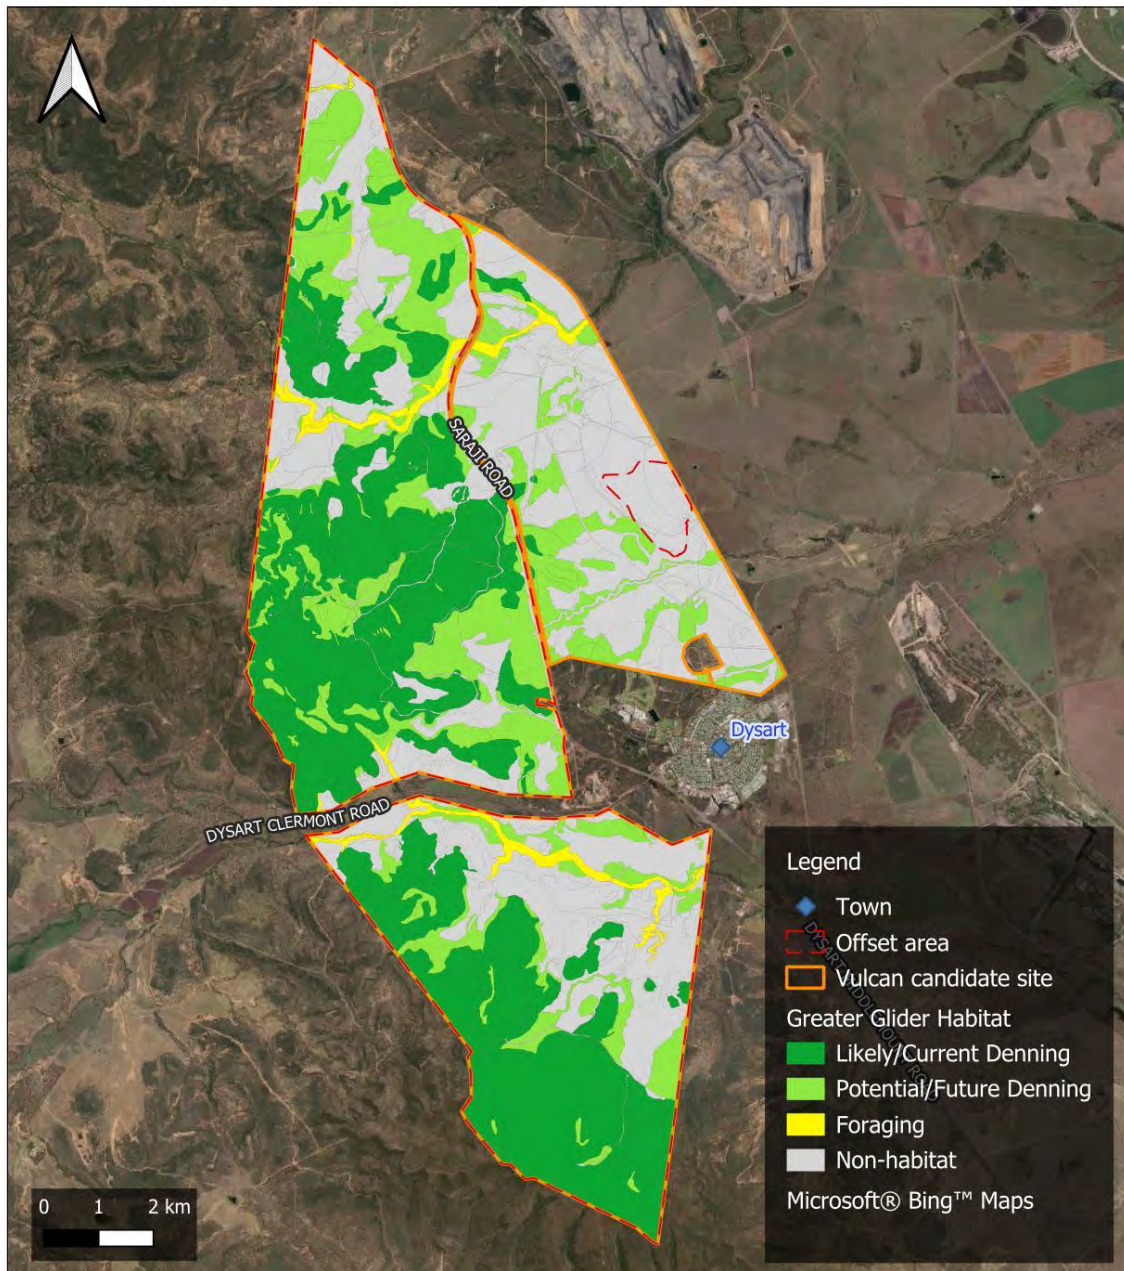 SARAJI ROAD
Dysart
DYSART CLERMONT ROAD
Legend
Town
Offset area
Vulcan candidate site
Greater Glider Habitat
Likely/Current Denning
Potential/Future Denning
Foraging
Non-habitat
Microsoft® Bing™ Maps
0 1 2 km